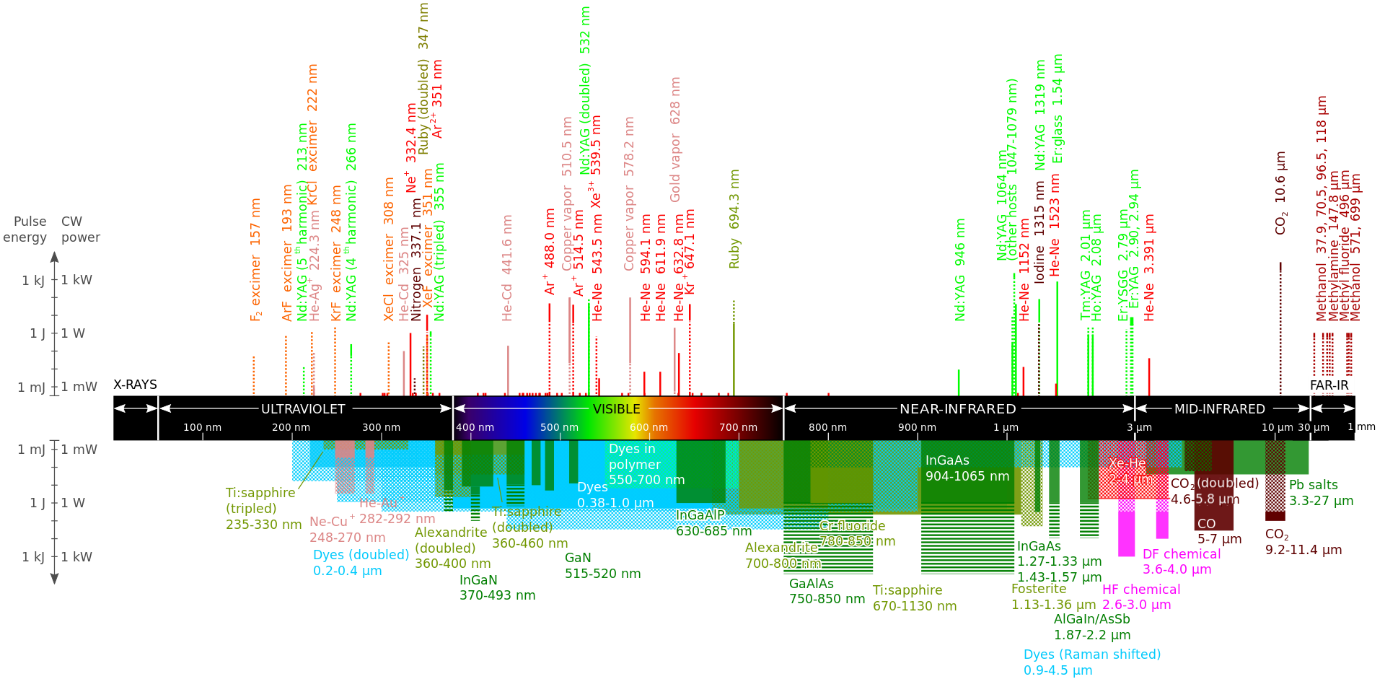 Pulse energy
CW power
1 kJ
1 kW
1 J
1 W
1 mJ
1 mW
F₂ excimer 157 nm
ArF excimer 193 nm
Nd:YAG (5ᵗʰ harmonic) 213 nm
He-Ag⁺ 224.3 nm
KrCl excimer 222 nm
KrF excimer 248 nm
Nd:YAG (4ᵗʰ harmonic) 266 nm
XeCl excimer 308 nm
He-Cd 325 nm
Nitrogen 337.1 nm
Ne⁺ 332.4 nm
Ruby (doubled) 347 nm
XeF excimer 351 nm
Ar²⁺ 351 nm
Nd:YAG (tripled) 355 nm
He-Cd 441.6 nm
Ar⁺ 488.0 nm
Copper vapor 510.5 nm
Ar⁺ 514.5 nm
Nd:YAG (doubled) 532 nm
Xe³⁺ 539.5 nm
He-Ne 543.5 nm
Copper vapor 578.2 nm
He-Ne 594.1 nm
He-Ne 611.9 nm
Gold vapor 628 nm
He-Ne 632.8 nm
Kr⁺ 647.1 nm
Ruby 694.3 nm
Nd:YAG 946 nm
Nd:YAG 1064 nm
(other hosts 1047-1079 nm)
He-Ne 1152 nm
Iodine 1315 nm
Nd:YAG 1319 nm
He-Ne 1523 nm
Er:glass 1.54 µm
Tm:YAG 2.01 µm
Ho:YAG 2.08 µm
Er:YSGG 2.79 µm
Er:YAG 2.90, 2.94 µm
He-Ne 3.391 µm
CO₂ 10.6 µm
Methanol 37.9, 70.5, 96.5, 118 µm
Methylamine 147.8 µm
Methyl fluoride 496 µm
Methanol 571, 699 µm
X-RAYS
FAR-IR
ULTRAVIOLET
VISIBLE
NEAR-INFRARED
MID-INFRARED
100 nm
200 nm
300 nm
400 nm
500 nm
600 nm
700 nm
800 nm
900 nm
1 µm
3 µm
10 µm
30 µm
1 mm
1 mJ
1 mW
1 J
1 W
1 kJ
1 kW
Ti:sapphire
(tripled)
235-330 nm
Ne-Cu⁺
248-270 nm
He-Au⁺
282-292 nm
Dyes (doubled)
0.2-0.4 µm
Alexandrite
(doubled)
360-400 nm
InGaN
370-493 nm
Ti:sapphire
(doubled)
360-460 nm
GaN
515-520 nm
Dyes
0.38-1.0 µm
Dyes in
polymer
550-700 nm
InGaAlP
630-685 nm
Alexandrite
700-800 nm
Cr fluoride
780-850 nm
GaAlAs
750-850 nm
Ti:sapphire
670-1130 nm
InGaAs
904-1065 nm
InGaAs
1.27-1.33 µm
1.43-1.57 µm
Fosterite
1.13-1.36 µm
AlGaIn/AsSb
1.87-2.2 µm
Dyes (Raman shifted)
0.9-4.5 µm
Xe-He
2-4 µm
HF chemical
2.6-3.0 µm
DF chemical
3.6-4.0 µm
CO₂(doubled)
4.6-5.8 µm
CO
5-7 µm
CO₂
9.2-11.4 µm
Pb salts
3.3-27 µm